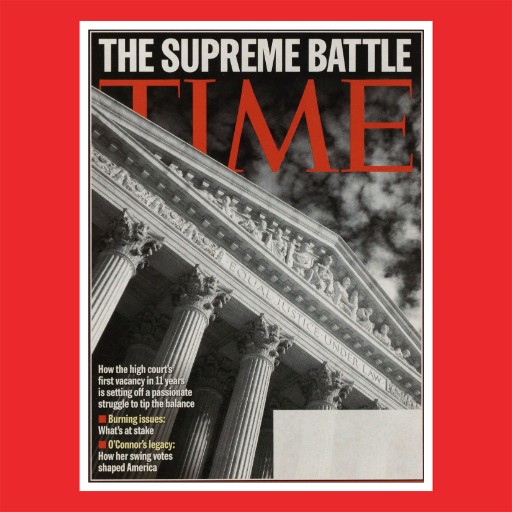 THE SUPREME BATTLE
TIME
EQUAL JUSTICE UNDER LAW
How the high court's
first vacancy in 11 years
is setting off a passionate
struggle to tip the balance
Burning issues:
What's at stake
O'Connor's legacy:
How her swing votes
shaped America